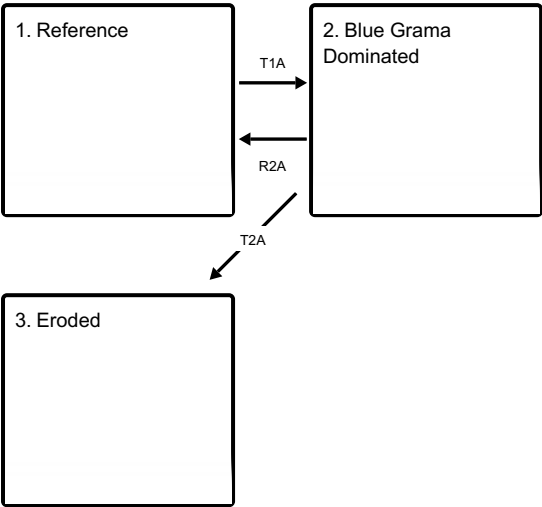 1. Reference
2. Blue Grama
Dominated
T1A
R2A
T2A
3. Eroded